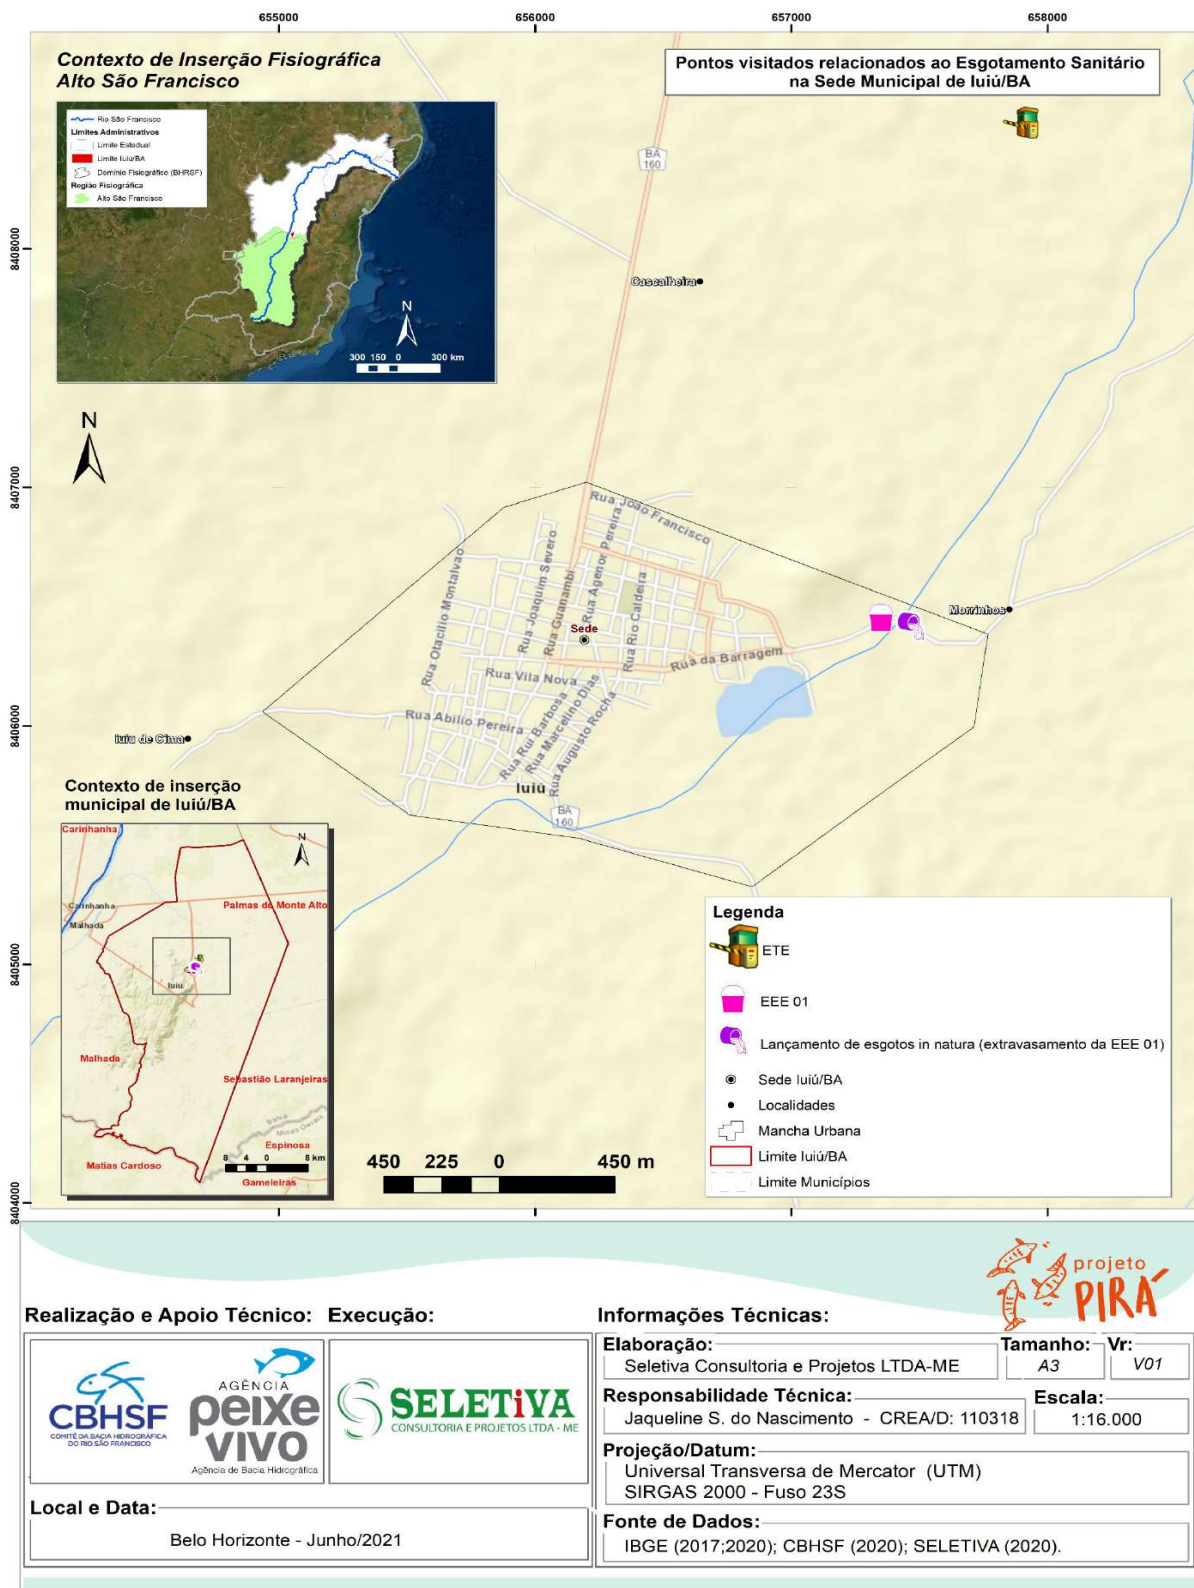 655000
656000
657000
658000
Contexto de Inserção Fisiográfica
Alto São Francisco
Rio São Francisco
Limites Administrativos
Limite Estadual
Limite Iuiú/BA
Domínio Fisiográfico (BHRSF)
Região Fisiográfica
Alto São Francisco
N
300 150 0 300 km
Pontos visitados relacionados ao Esgotamento Sanitário
na Sede Municipal de Iuiú/BA
BA
160
8408000
Cascalheira
N
8407000
Rua João Francisco
Rua Otacilio Montalvao
Rua Joaquim Severo
Rua Guanambi
Rua Agenor Pereira
Rua Rio Caldeira
Sede
Morrinhos
Rua da Barragem
Rua Vila Nova
Rua Abilio Pereira
Rua Rui Barbosa
Rua Marcelino Dias
Rua Augusto Rocha
8406000
Iuiu de Cima
Iuiú
BA
160
Contexto de inserção
municipal de Iuiú/BA
Carinhanha
N
Carinhanha
Malhada
Palmas de Monte Alto
Iuiú
Malhada
Sebastião Laranjeiras
Bahia
Minas Gerais
Espinosa
Matias Cardoso
8 4 0 8 km
Gameleiras
8405000
8404000
450 225 0 450 m
Legenda
ETE
EEE 01
Lançamento de esgotos in natura (extravasamento da EEE 01)
Sede Iuiú/BA
Localidades
Mancha Urbana
Limite Iuiú/BA
Limite Municípios
projeto
PIRÁ
Realização e Apoio Técnico:
CBHSF
COMITÊ DA BACIA HIDROGRÁFICA
DO RIO SÃO FRANCISCO
AGÊNCIA
peixe
vivo
Agência de Bacia Hidrográfica
Execução:
SELETiVA
CONSULTORIA E PROJETOS LTDA - ME
Local e Data:
Belo Horizonte - Junho/2021
Informações Técnicas:
Elaboração:
Seletiva Consultoria e Projetos LTDA-ME
Tamanho:
A3
Vr:
V01
Responsabilidade Técnica:
Jaqueline S. do Nascimento - CREA/D: 110318
Escala:
1:16.000
Projeção/Datum:
Universal Transversa de Mercator (UTM)
SIRGAS 2000 - Fuso 23S
Fonte de Dados:
IBGE (2017;2020); CBHSF (2020); SELETIVA (2020).